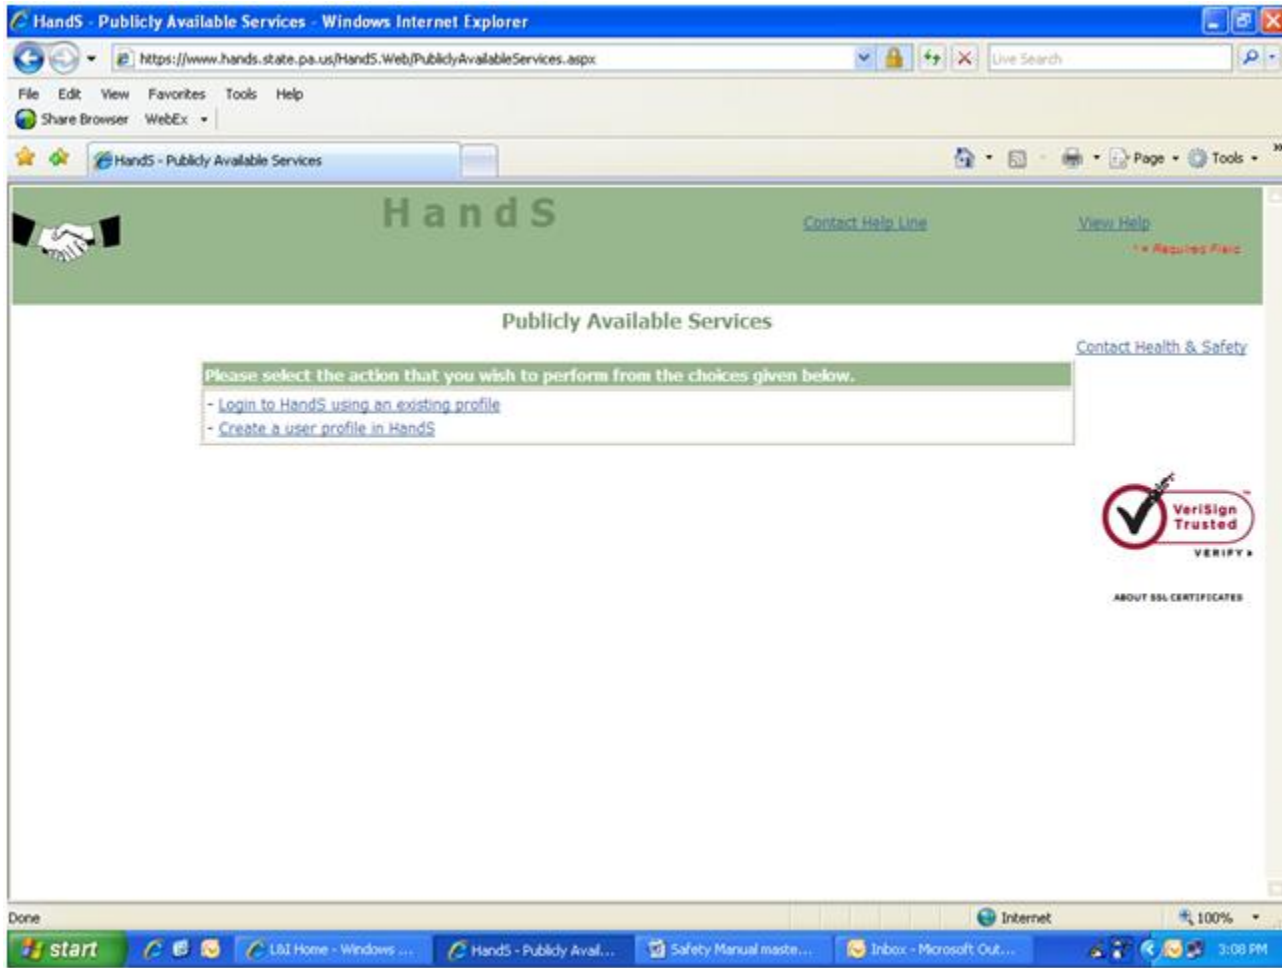 HandS - Publicly Available Services - Windows Internet Explorer
https://www.hands.state.pa.us/HandS.Web/PubliclyAvailableServices.aspx
Live Search
File Edit View Favorites Tools Help
Share Browser WebEx
HandS - Publicly Available Services
Page Tools
HandS
Contact Help Line
View Help
* = Required Field
Publicly Available Services
Contact Health & Safety
Please select the action that you wish to perform from the choices given below.
- Login to HandS using an existing profile
- Create a user profile in HandS
VeriSign
Trusted
VERIFY
ABOUT SSL CERTIFICATES
Done
Internet
100%
start
L&I Home - Windows ...
HandS - Publicly Avail...
Safety Manual maste...
Inbox - Microsoft Out...
3:08 PM